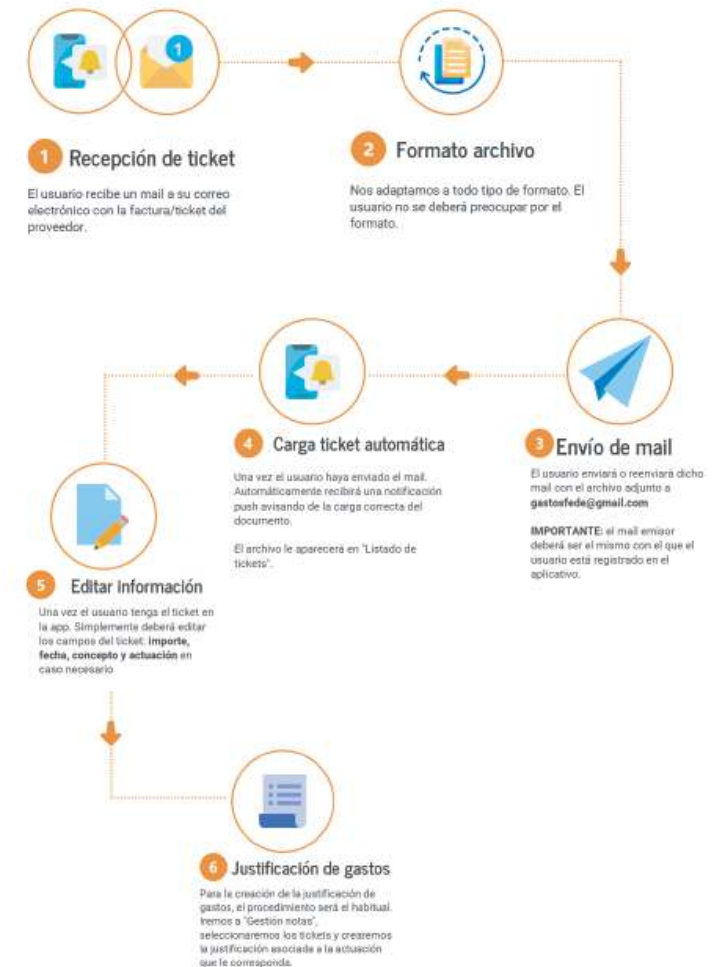 1
1 Recepción de ticket
El usuario recibe un mail a su correo
electrónico con la factura/ticket del
proveedor.
2 Formato archivo
Nos adaptamos a todo tipo de formato. El
usuario no se deberá preocupar por el
formato.
3 Envío de mail
El usuario enviará o reenviará dicho
mail con el archivo adjunto a
gastosfede@gmail.com
IMPORTANTE: el mail emisor
deberá ser el mismo con el que el
usuario está registrado en el
aplicativo.
4 Carga ticket automática
Una vez el usuario haya enviado el mail.
Automáticamente recibirá una notificación
push avisando de la carga correcta del
documento.
El archivo le aparecerá en "Listado de
tickets".
5 Editar información
Una vez el usuario tenga el ticket en
la app. Simplemente deberá editar
los campos del ticket: importe,
fecha, concepto y actuación en
caso necesario
6 Justificación de gastos
Para la creación de la justificación de
gastos, el procedimiento será el habitual.
Iremos a "Gestión notas",
seleccionaremos los tickets y crearemos
la justificación asociada a la actuación
que le corresponda.